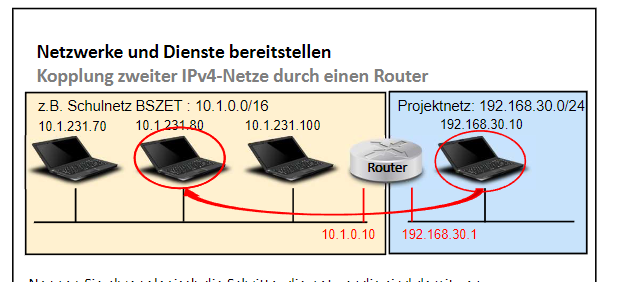 Netzwerke und Dienste bereitstellen
Kopplung zweiter IPv4-Netze durch einen Router
z.B. Schulnetz BSZET : 10.1.0.0/16
Projektnetz: 192.168.30.0/24
10.1.231.70
10.1.231.80
10.1.231.100
192.168.30.10
Router
10.1.0.10
192.168.30.1